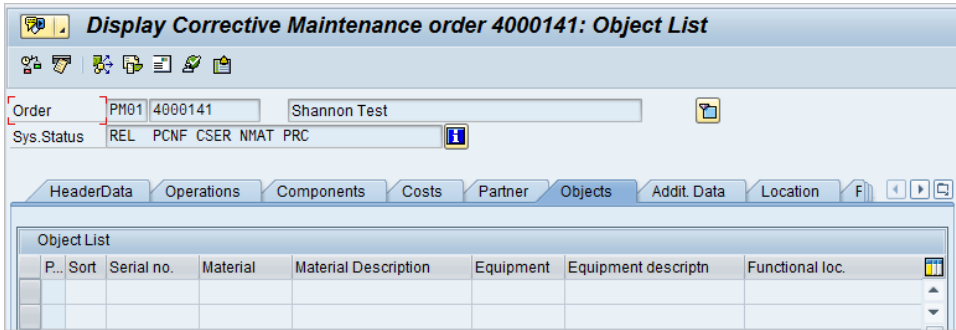 Display Corrective Maintenance order 4000141: Object List
Order PM01 4000141 Shannon Test
Sys.Status REL PCNF CSER NMAT PRC
HeaderData Operations Components Costs Partner Objects Addit. Data Location F
Object List
P... Sort Serial no. Material Material Description Equipment Equipment descriptn Functional loc.